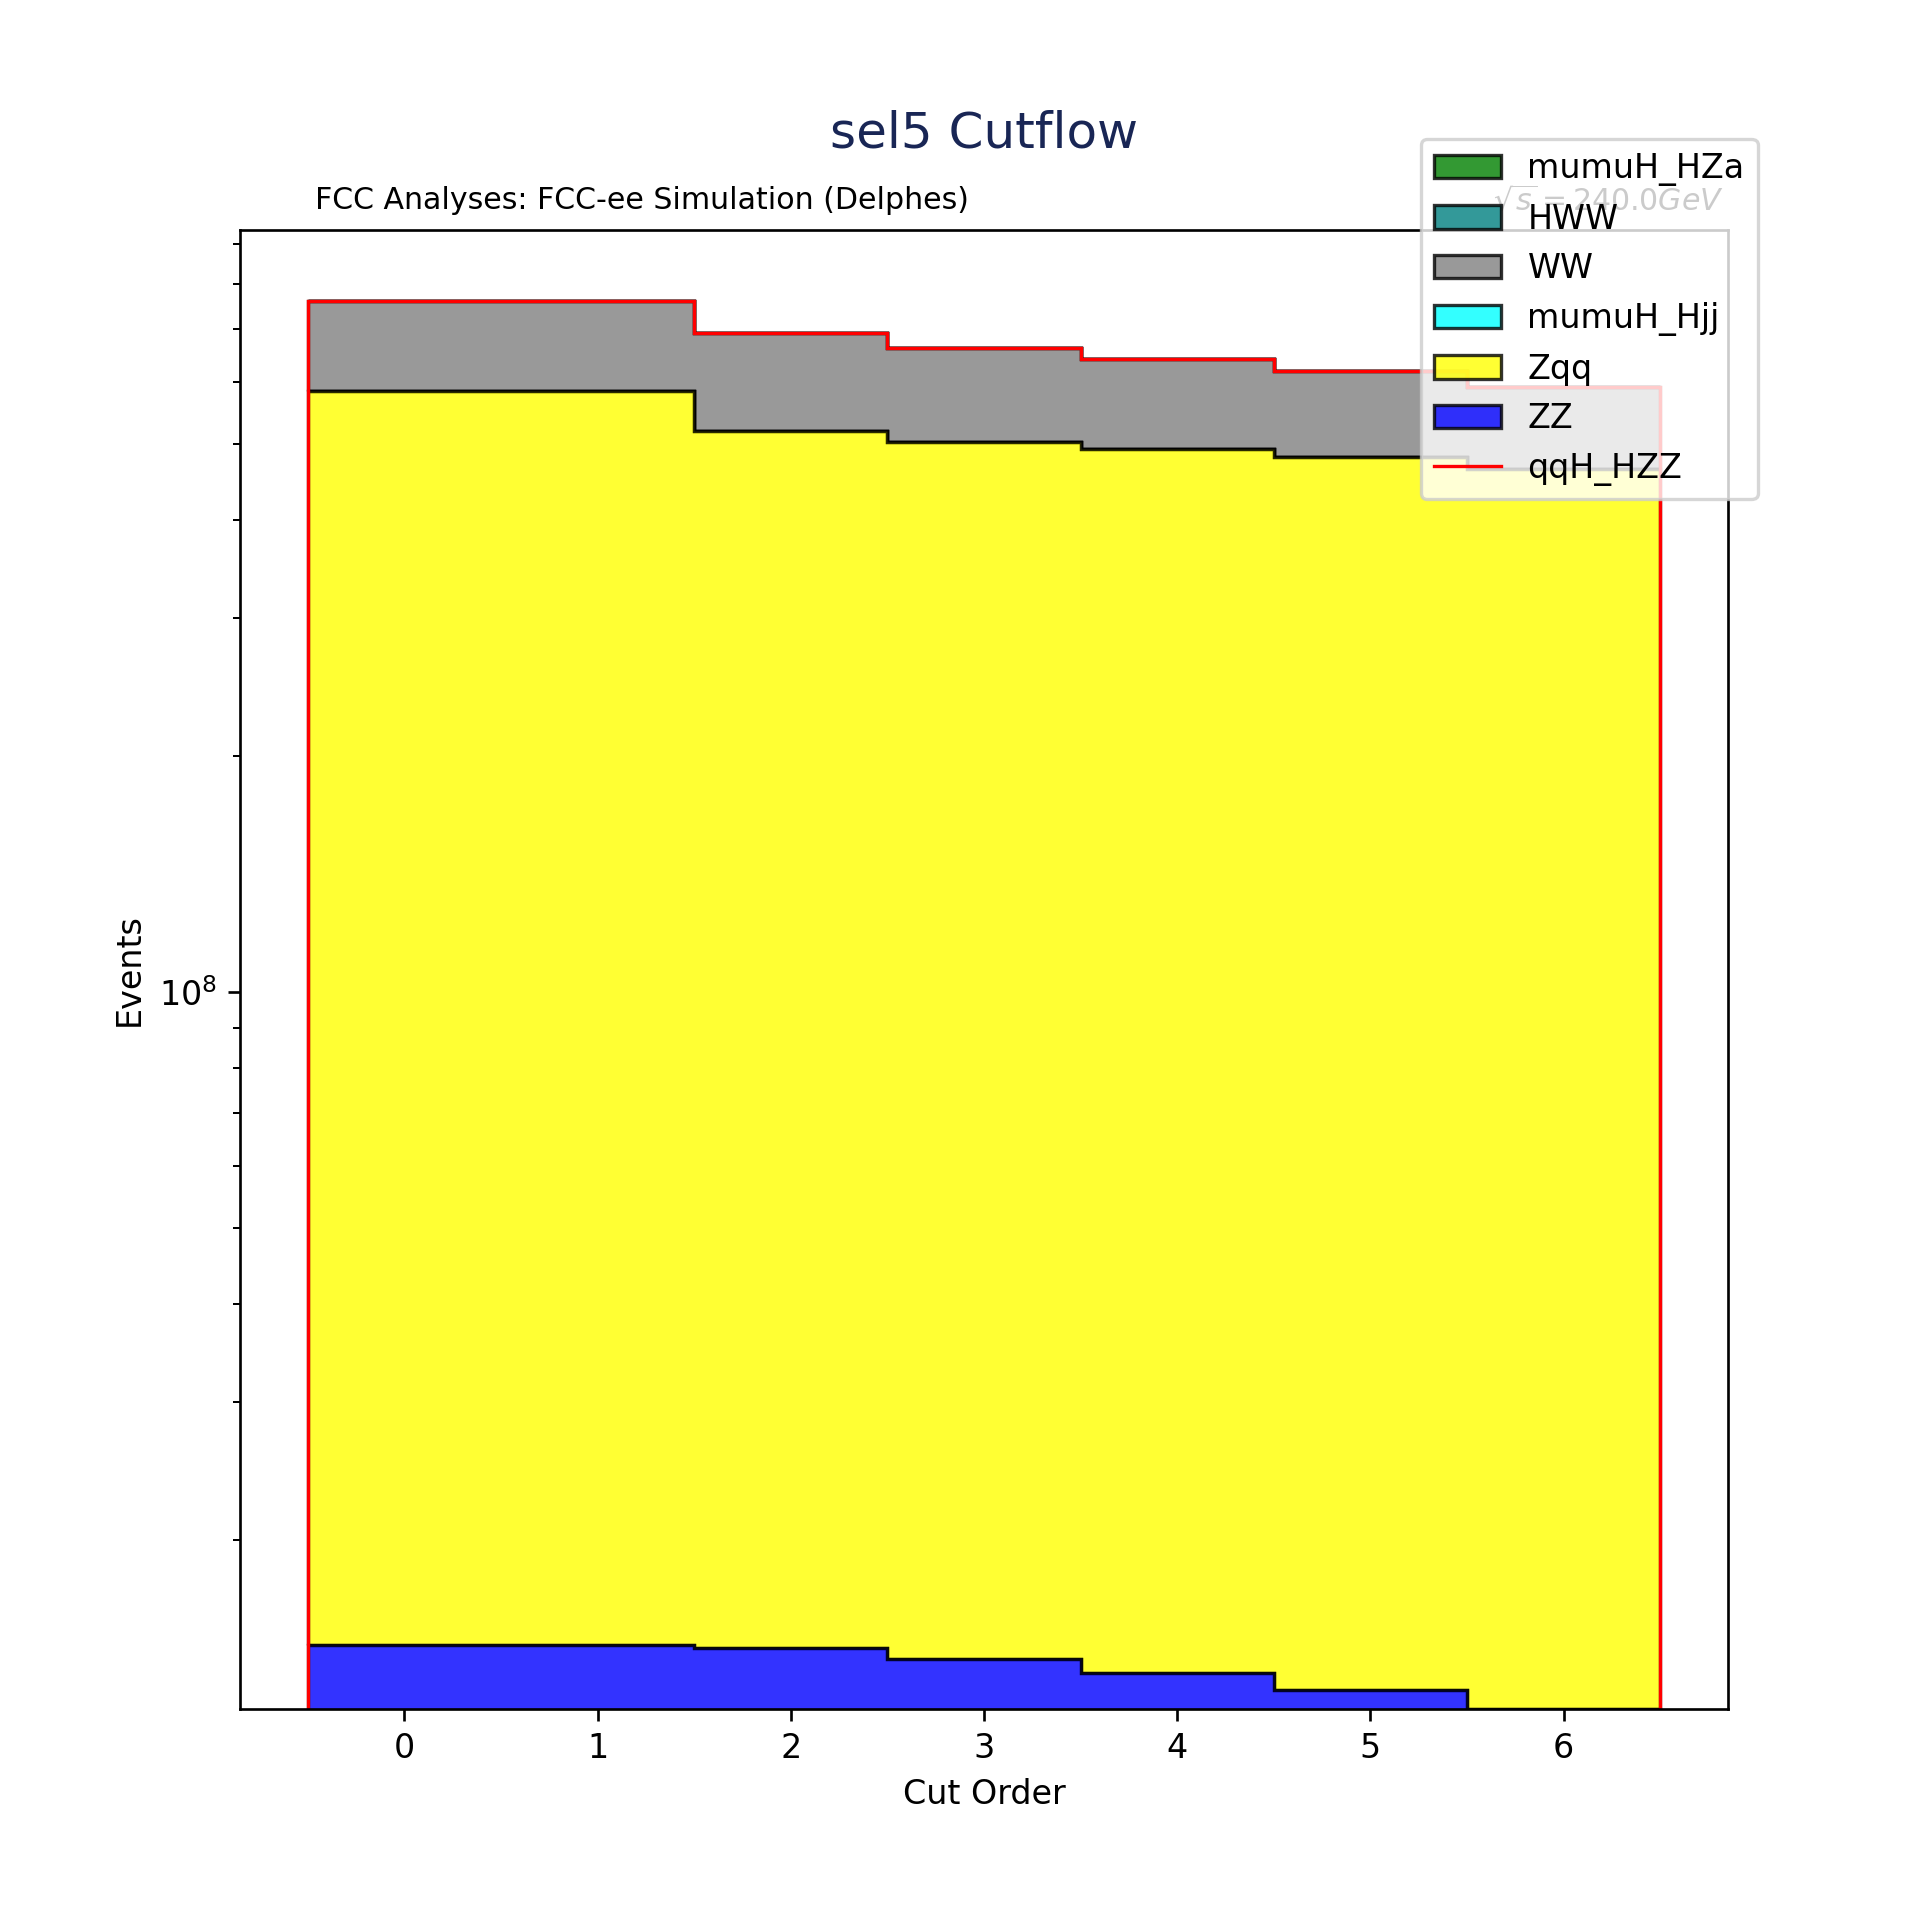 sel5 Cutflow
FCC Analyses: FCC-ee Simulation (Delphes)
√s = 240.0GeV
mumuH_HZa
HWW
WW
mumuH_Hjj
Zqq
ZZ
qqH_HZZ
Events
10⁸
0 1 2 3 4 5 6
Cut Order